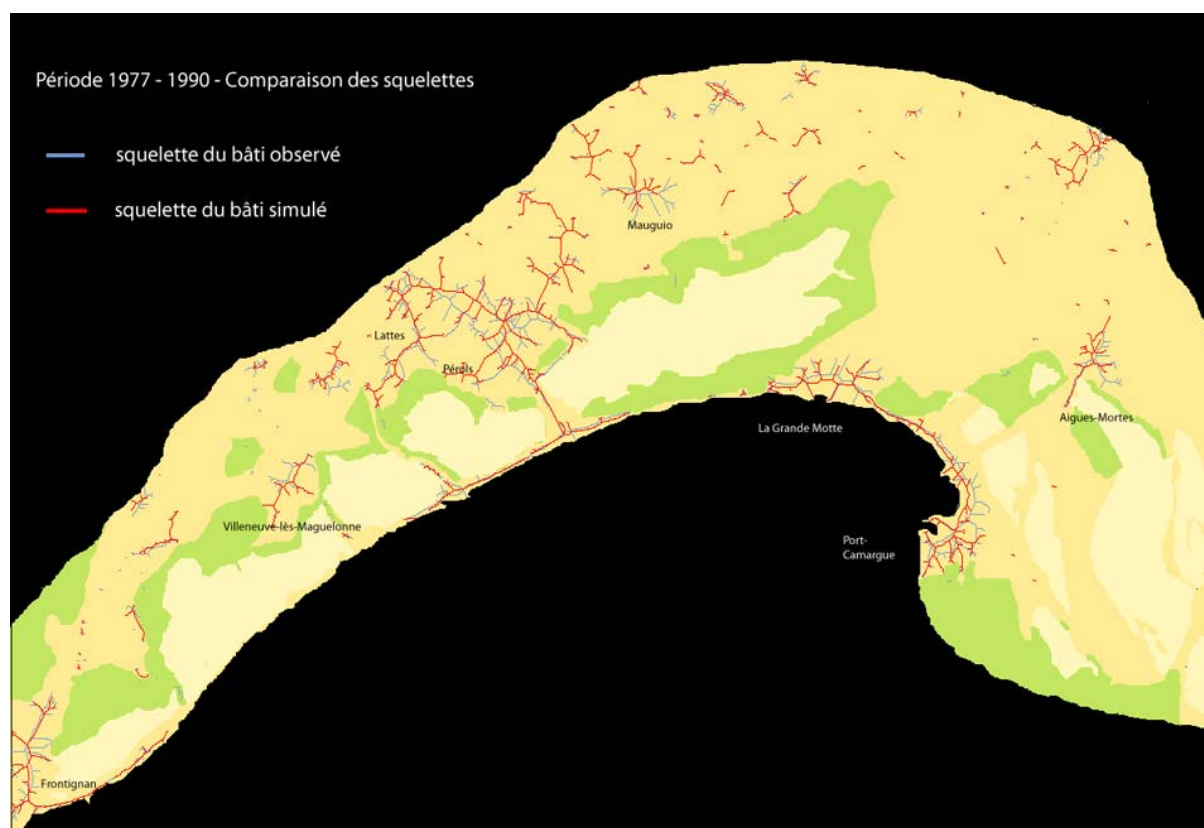 Période 1977 - 1990 - Comparaison des squelettes
squelette du bâti observé
squelette du bâti simulé
Mauguio
Lattes
Pérols
La Grande Motte
Aigues-Mortes
Villeneuve-lès-Maguelonne
Port-
Camargue
Frontignan